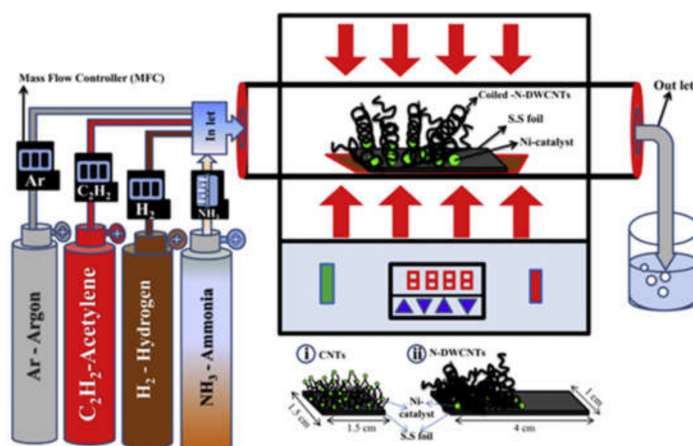 Mass Flow Controller (MFC)
Out let
Coiled -N-DWCNTs
S.S foil
Ni-catalyst
In let
Ar
C2H2
H2
NH3
Ar - Argon
C2H2-Acetylene
H2 - Hydrogen
NH3 - Ammonia
8888
i CNTs
ii N-DWCNTs
Ni-
catalyst
S.S foil
1.5 cm
1.5 cm
4 cm
1 cm